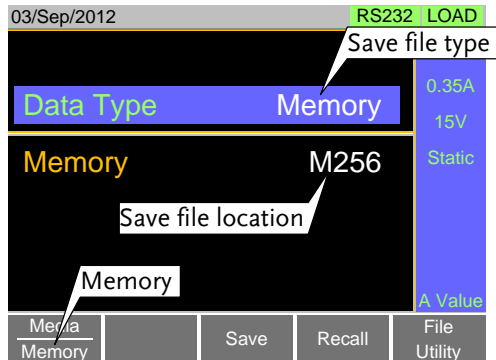 03/Sep/2012 RS232 LOAD
Save file type
Data Type Memory
0.35A
15V
Memory M256
Static
Save file location
Memory
A Value
Media
Memory
Save
Recall
File
Utility